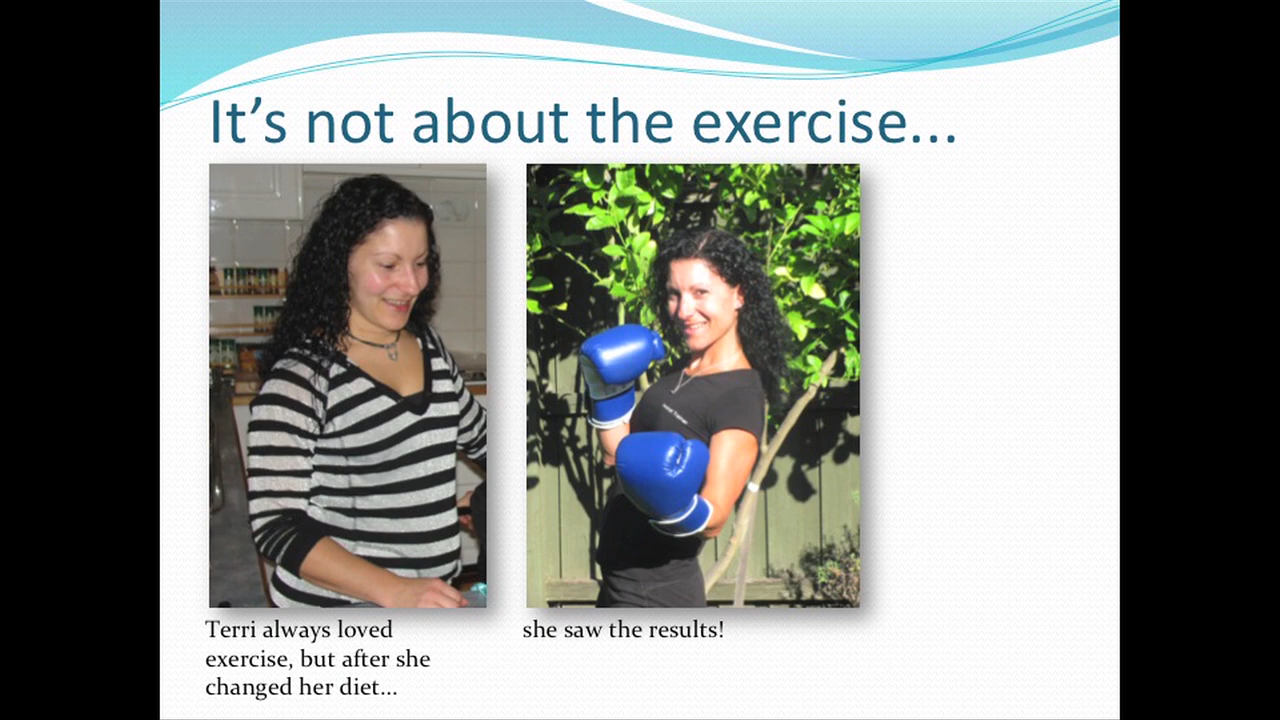 It’s not about the exercise...
Terri always loved
exercise, but after she
changed her diet...
she saw the results!